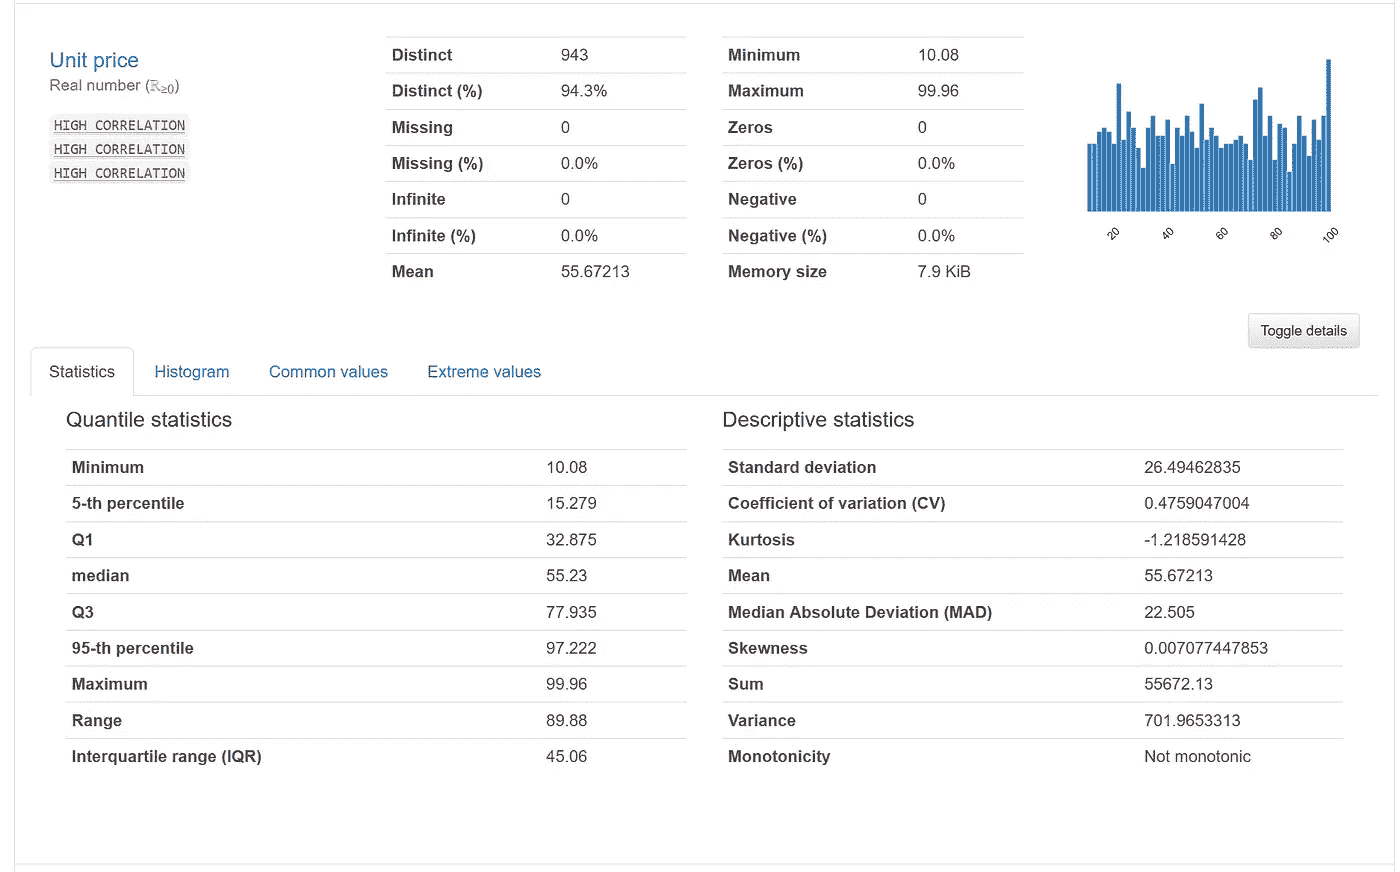 Unit price
Real number (ℝ≥0)
HIGH CORRELATION
HIGH CORRELATION
HIGH CORRELATION
Distinct 943
Distinct (%) 94.3%
Missing 0
Missing (%) 0.0%
Infinite 0
Infinite (%) 0.0%
Mean 55.67213
Minimum 10.08
Maximum 99.96
Zeros 0
Zeros (%) 0.0%
Negative 0
Negative (%) 0.0%
Memory size 7.9 KiB
20 40 60 80 100
Toggle details
Statistics Histogram Common values Extreme values
Quantile statistics
Minimum 10.08
5-th percentile 15.279
Q1 32.875
median 55.23
Q3 77.935
95-th percentile 97.222
Maximum 99.96
Range 89.88
Interquartile range (IQR) 45.06
Descriptive statistics
Standard deviation 26.49462835
Coefficient of variation (CV) 0.4759047004
Kurtosis -1.218591428
Mean 55.67213
Median Absolute Deviation (MAD) 22.505
Skewness 0.007077447853
Sum 55672.13
Variance 701.9653313
Monotonicity Not monotonic